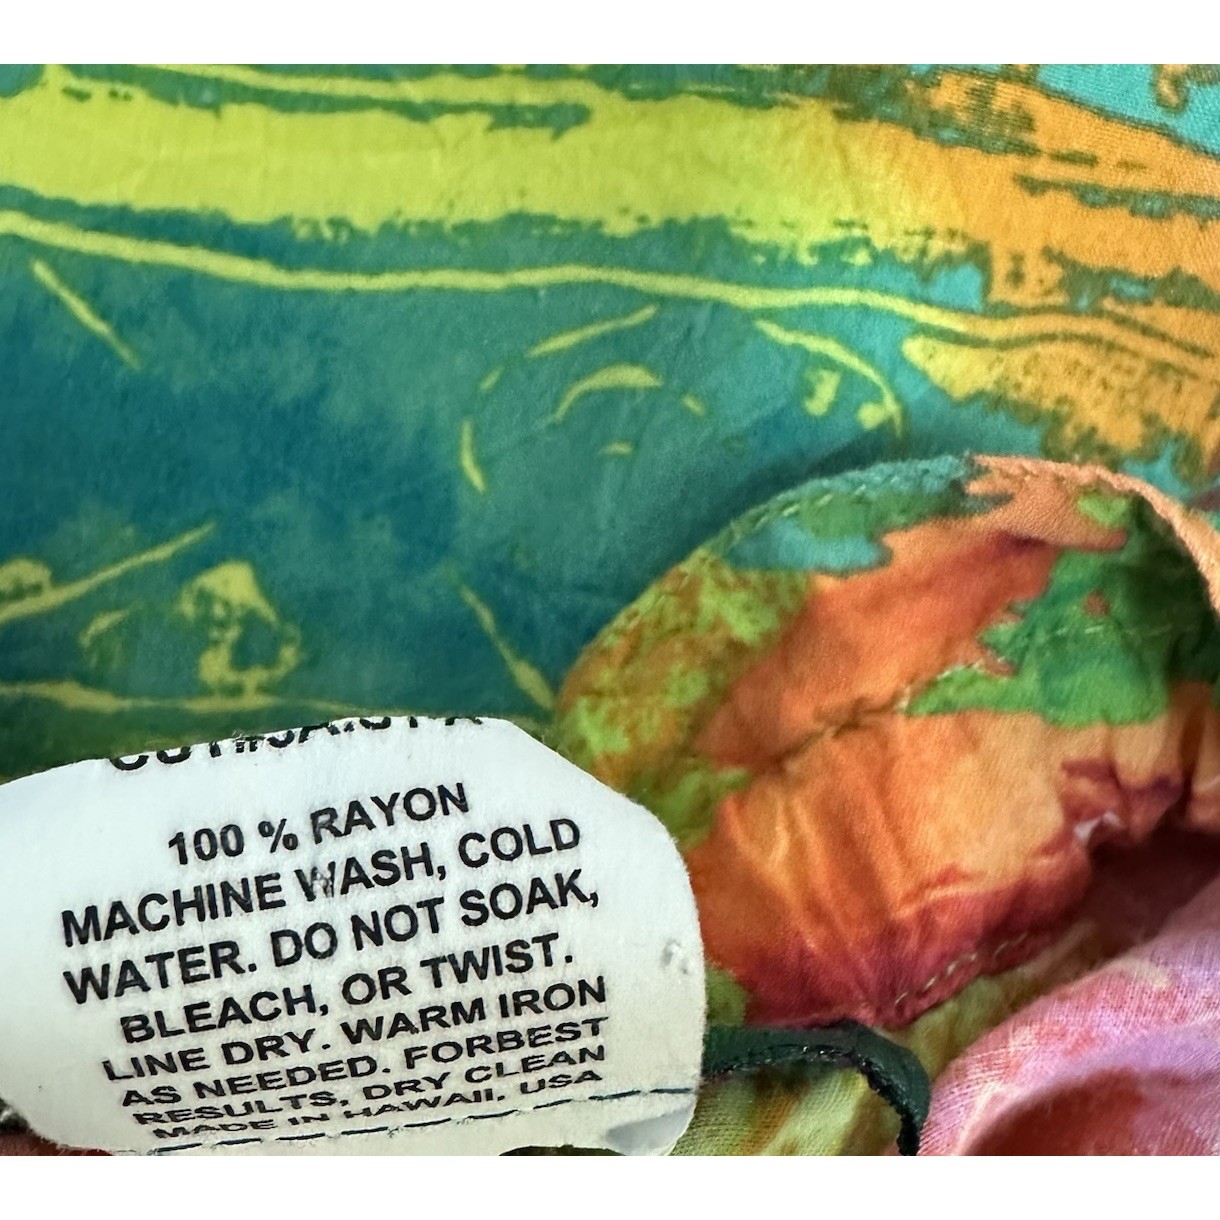 100 % RAYON
MACHINE WASH, COLD
WATER. DO NOT SOAK,
BLEACH, OR TWIST.
LINE DRY. WARM IRON
AS NEEDED. FORBEST
RESULTS, DRY CLEAN
MADE IN HAWAII, USA